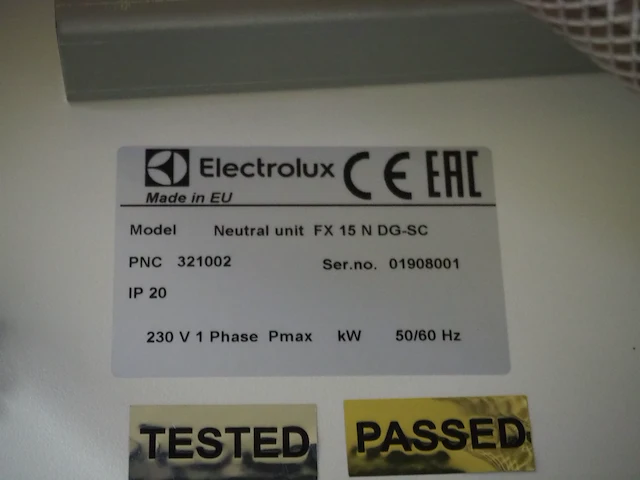 Electrolux CE EAC
Made in EU
Model Neutral unit FX 15 N DG-SC
PNC 321002 Ser.no. 01908001
IP 20
230 V 1 Phase Pmax kW 50/60 Hz
TESTED PASSED